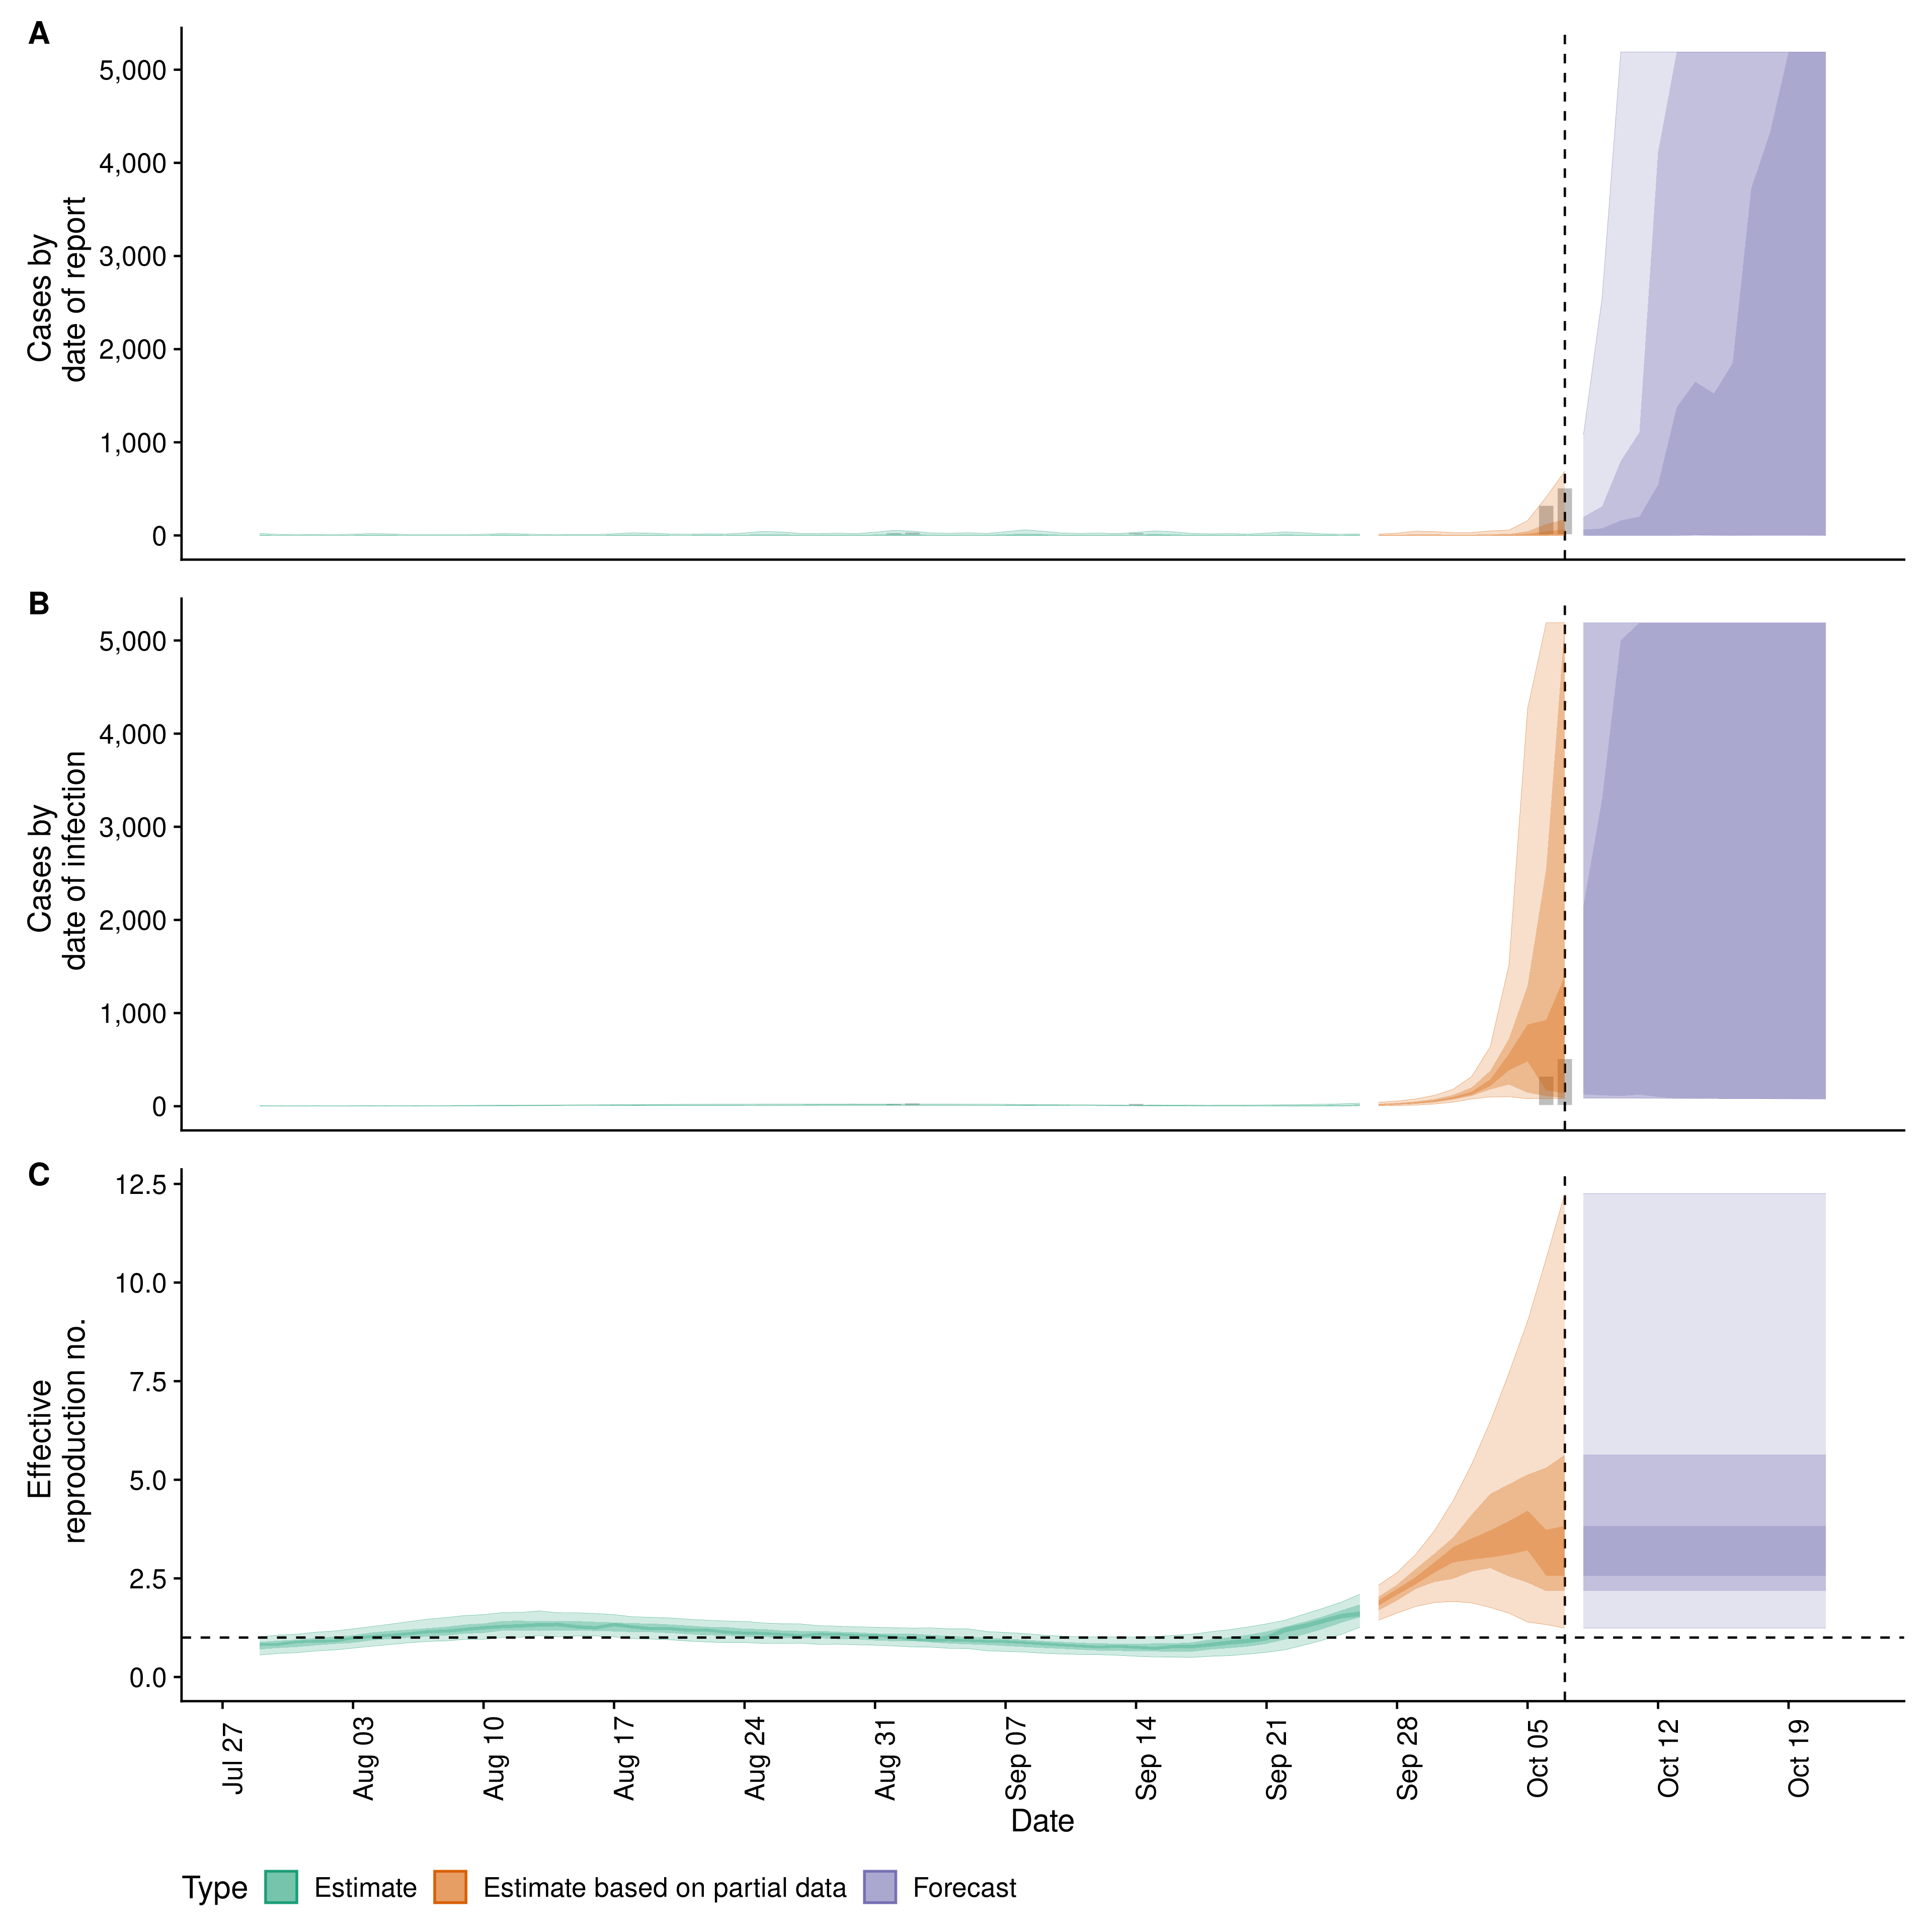 A
5,000
4,000
3,000
2,000
1,000
0
Cases by
date of report
B
5,000
4,000
3,000
2,000
1,000
0
Cases by
date of infection
C
12.5
10.0
7.5
5.0
2.5
0.0
Effective
reproduction no.
Jul 27
Aug 03
Aug 10
Aug 17
Aug 24
Aug 31
Sep 07
Sep 14
Sep 21
Sep 28
Oct 05
Oct 12
Oct 19
Date
Type Estimate Estimate based on partial data Forecast